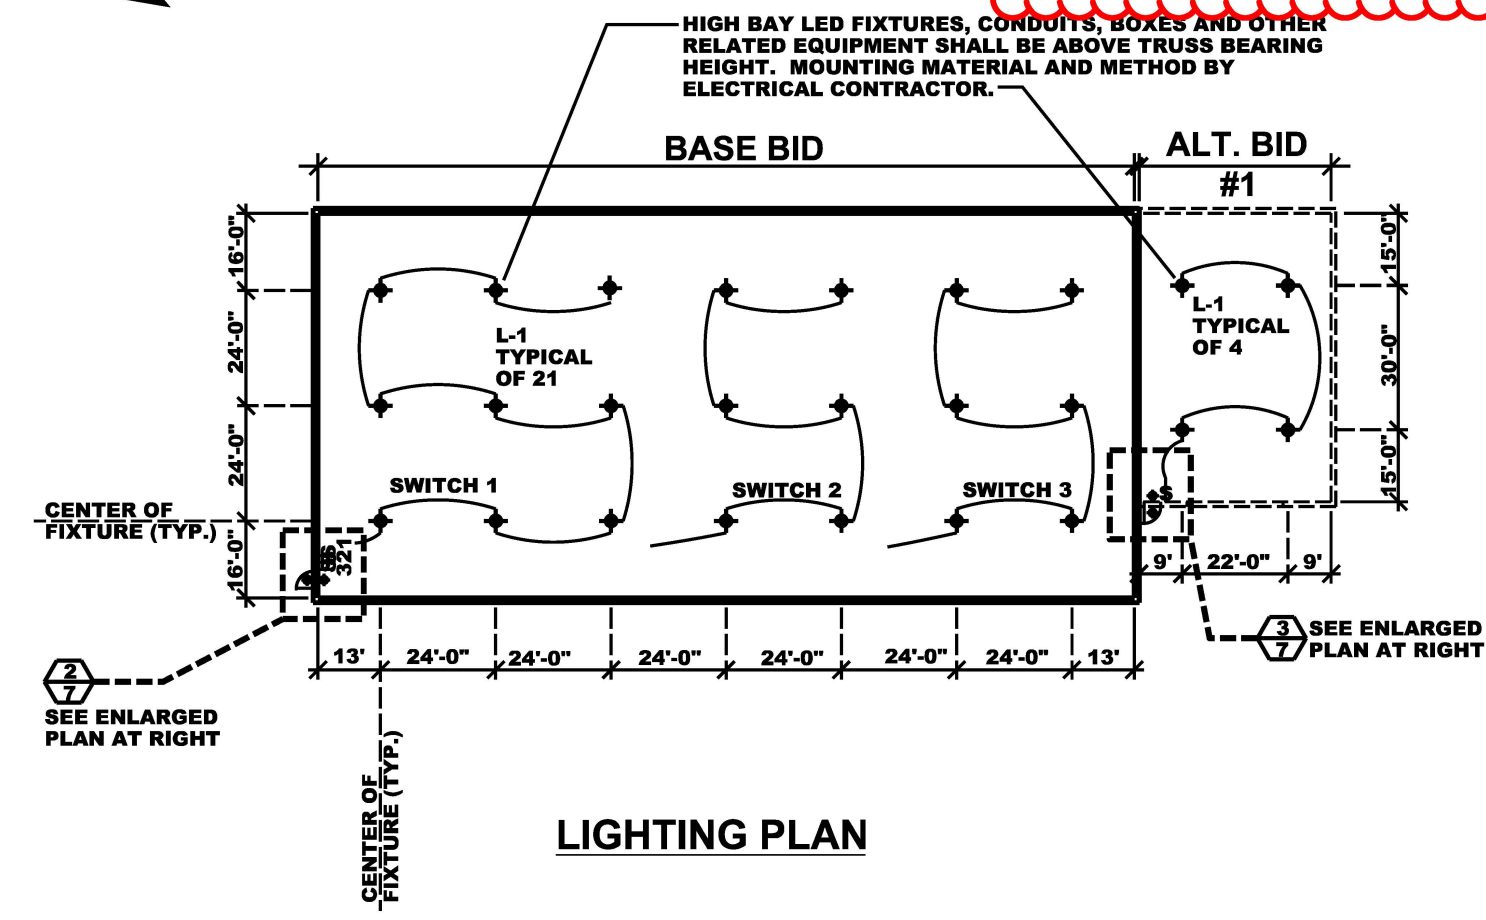 HIGH BAY LED FIXTURES, CONDUITS, BOXES AND OTHER
RELATED EQUIPMENT SHALL BE ABOVE TRUSS BEARING
HEIGHT. MOUNTING MATERIAL AND METHOD BY
ELECTRICAL CONTRACTOR.
BASE BID
ALT. BID
#1
16'-0"
24'-0"
24'-0"
16'-0"
L-1
TYPICAL
OF 21
L-1
TYPICAL
OF 4
15'-0"
30'-0"
15'-0"
SWITCH 1
SWITCH 2
SWITCH 3
S
CENTER OF
FIXTURE (TYP.)
321
9'
22'-0"
9'
13'
24'-0"
24'-0"
24'-0"
24'-0"
24'-0"
24'-0"
13'
2
7
SEE ENLARGED
PLAN AT RIGHT
3
7
SEE ENLARGED
PLAN AT RIGHT
CENTER OF
FIXTURE (TYP.)
LIGHTING PLAN